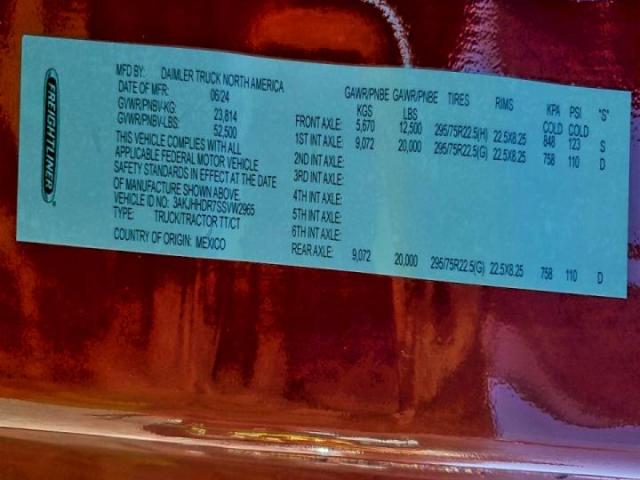 FREIGHTLINER
MFD BY: DAIMLER TRUCK NORTH AMERICA
DATE OF MFR: 06/24
GVWR/PNBV-KG: 23,814
GVWR/PNBV-LBS: 52,500
THIS VEHICLE COMPLIES WITH ALL
APPLICABLE FEDERAL MOTOR VEHICLE
SAFETY STANDARDS IN EFFECT AT THE DATE
OF MANUFACTURE SHOWN ABOVE.
VEHICLE ID NO: 3AKJHHDR7SSVW2965
TYPE: TRUCK/TRACTOR TT/CT
COUNTRY OF ORIGIN: MEXICO
GAWR/PNBE GAWR/PNBE TIRES RIMS KPA PSI "S"
KGS LBS COLD COLD
FRONT AXLE: 5,670 12,500 295/75R22.5(H) 22.5X8.25 848 123 S
1ST INT AXLE: 9,072 20,000 295/75R22.5(G) 22.5X8.25 758 110 D
2ND INT AXLE:
3RD INT AXLE:
4TH INT AXLE:
5TH INT AXLE:
6TH INT AXLE:
REAR AXLE: 9,072 20,000 295/75R22.5(G) 22.5X8.25 758 110 D